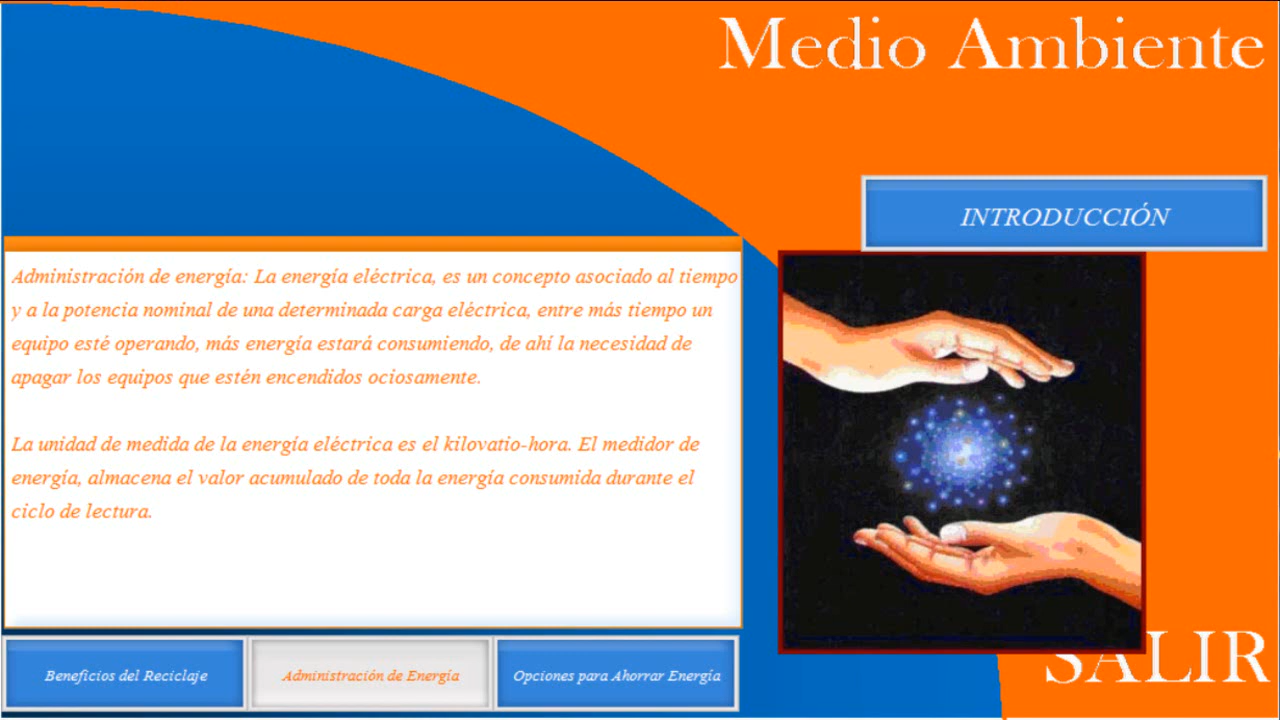 Medio Ambiente
INTRODUCCIÓN
Administración de energía: La energía eléctrica, es un concepto asociado al tiempo
y a la potencia nominal de una determinada carga eléctrica, entre más tiempo un
equipo esté operando, más energía estará consumiendo, de ahí la necesidad de
apagar los equipos que estén encendidos ociosamente.
La unidad de medida de la energía eléctrica es el kilovatio-hora. El medidor de
energía, almacena el valor acumulado de toda la energía consumida durante el
ciclo de lectura.
SALIR
Beneficios del Reciclaje
Administración de Energía
Opciones para Ahorrar Energía